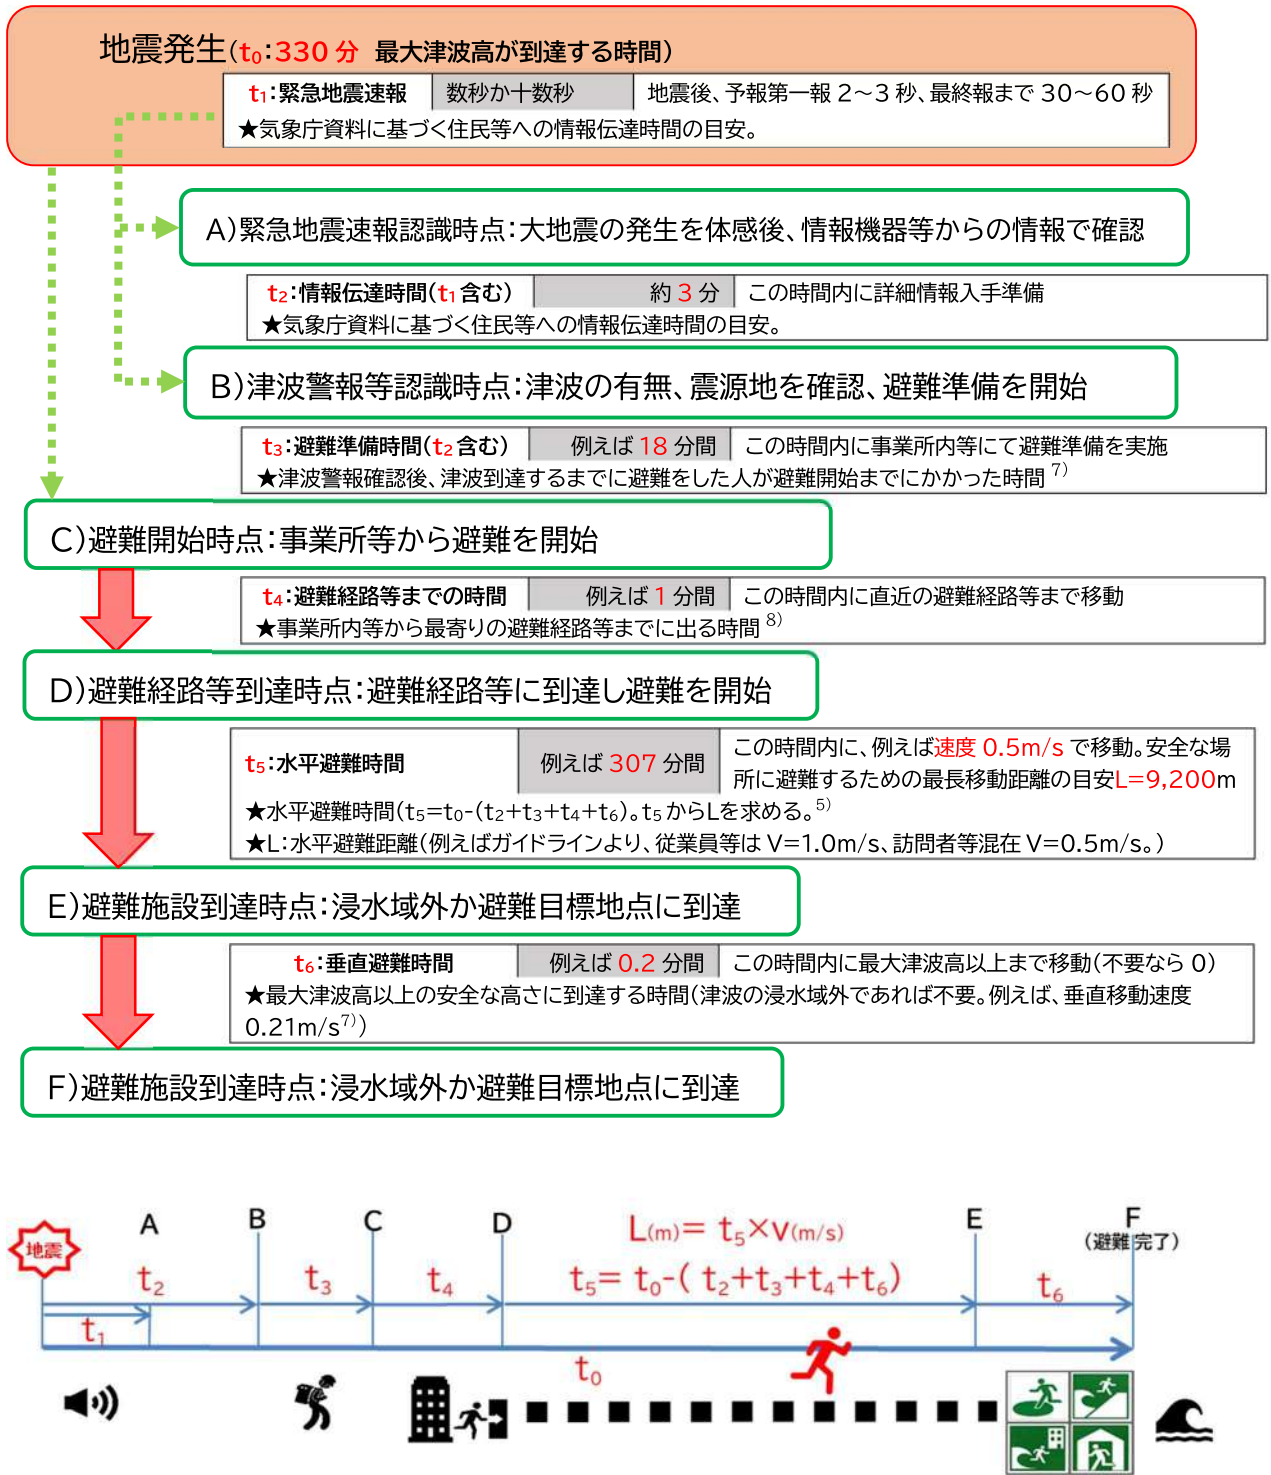 地震発生(t₀:330 分 最大津波高が到達する時間)
t₁:緊急地震速報 数秒か十数秒 地震後、予報第一報 2～3 秒、最終報まで 30～60 秒
★気象庁資料に基づく住民等への情報伝達時間の目安。
A)緊急地震速報認識時点:大地震の発生を体感後、情報機器等からの情報で確認
t₂:情報伝達時間(t₁含む) 約 3 分 この時間内に詳細情報入手準備
★気象庁資料に基づく住民等への情報伝達時間の目安。
B)津波警報等認識時点:津波の有無、震源地を確認、避難準備を開始
t₃:避難準備時間(t₂含む) 例えば 18 分間 この時間内に事業所内等にて避難準備を実施
★津波警報確認後、津波到達するまでに避難をした人が避難開始までにかかった時間 7)
C)避難開始時点:事業所等から避難を開始
t₄:避難経路等までの時間 例えば 1 分間 この時間内に直近の避難経路等まで移動
★事業所内等から最寄りの避難経路等までに出る時間 8)
D)避難経路等到達時点:避難経路等に到達し避難を開始
t₅:水平避難時間 例えば 307 分間 この時間内に、例えば速度 0.5m/s で移動。安全な場
所に避難するための最長移動距離の目安L=9,200m
★水平避難時間(t₅=t₀-(t₂+t₃+t₄+t₆)。t₅からLを求める。5)
★L:水平避難距離(例えばガイドラインより、従業員等は V=1.0m/s、訪問者等混在 V=0.5m/s。)
E)避難施設到達時点:浸水域外か避難目標地点に到達
t₆:垂直避難時間 例えば 0.2 分間 この時間内に最大津波高以上まで移動(不要なら 0)
★最大津波高以上の安全な高さに到達する時間(津波の浸水域外であれば不要。例えば、垂直移動速度
0.21m/s7))
F)避難施設到達時点:浸水域外か避難目標地点に到達
A B C D L(m)= t₅×v(m/s) E F
(避難完了)
地震
t₂ t₃ t₄ t₅= t₀-( t₂+t₃+t₄+t₆) t₆
t₁
t₀